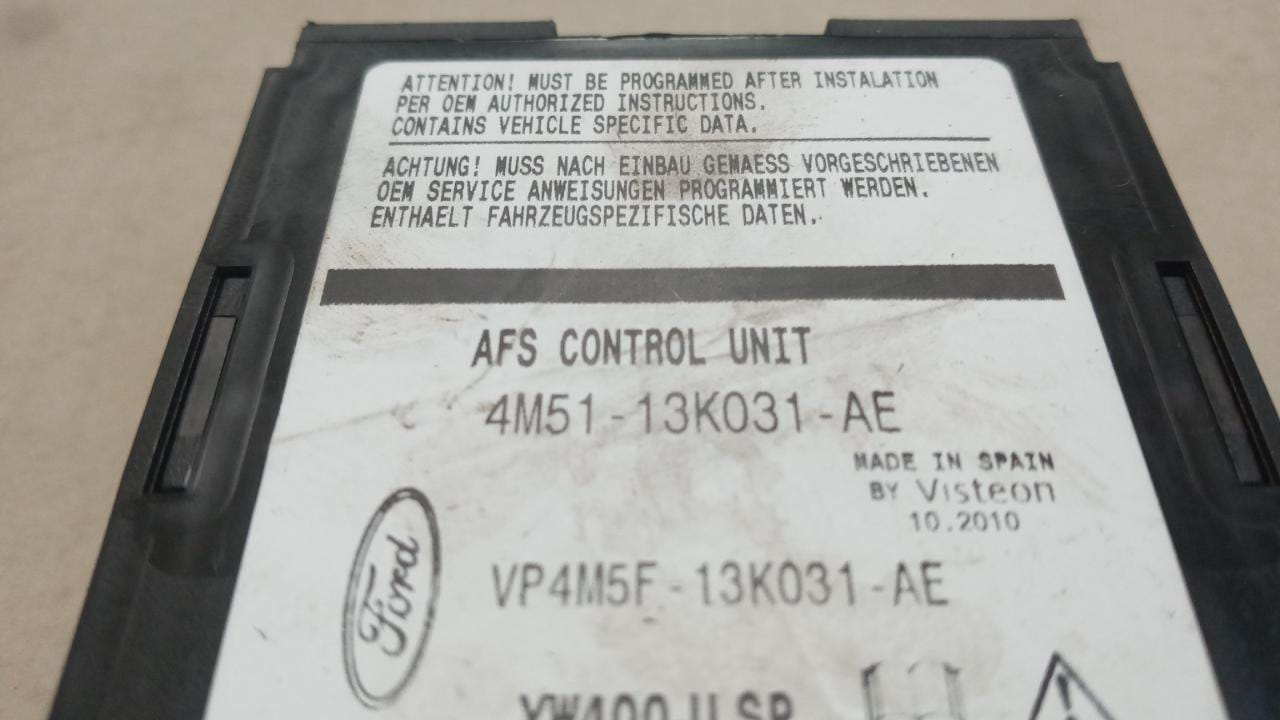 ATTENTION! MUST BE PROGRAMMED AFTER INSTALATION
PER OEM AUTHORIZED INSTRUCTIONS.
CONTAINS VEHICLE SPECIFIC DATA.
ACHTUNG! MUSS NACH EINBAU GEMAESS VORGESCHRIEBENEN
OEM SERVICE ANWEISUNGEN PROGRAMMIERT WERDEN.
ENTHAELT FAHRZEUGSPEZIFISCHE DATEN.
AFS CONTROL UNIT
4M51-13K031-AE
MADE IN SPAIN
BY Visteon
10.2010
Ford
VP4M5F-13K031-AE